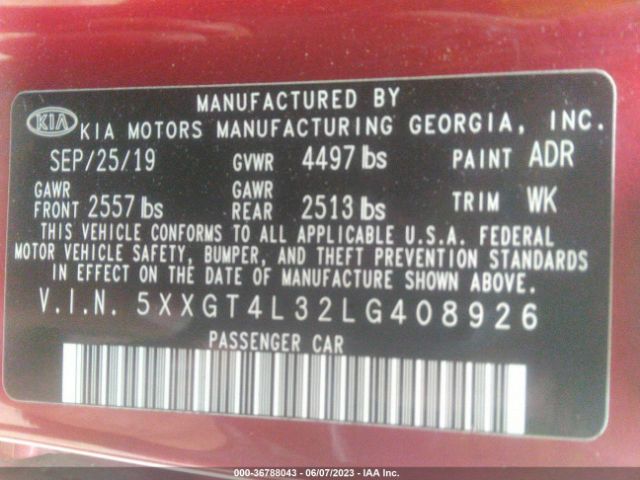 MANUFACTURED BY
KIA KIA MOTORS MANUFACTURING GEORGIA, INC.
SEP/25/19 GVWR 4497 lbs PAINT ADR
GAWR FRONT 2557 lbs GAWR REAR 2513 lbs TRIM WK
THIS VEHICLE CONFORMS TO ALL APPLICABLE U.S.A. FEDERAL
MOTOR VEHICLE SAFETY, BUMPER, AND THEFT PREVENTION STANDARDS
IN EFFECT ON THE DATE OF MANUFACTURE SHOWN ABOVE.
V.I.N. 5XXGT4L32LG408926
PASSENGER CAR
000-36788043 — 06/07/2023 — IAA Inc.